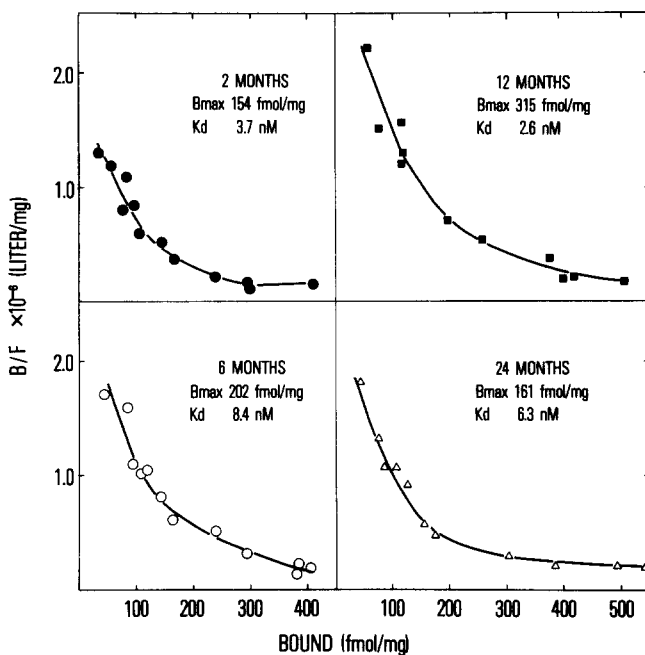 2.0
1.0
2 MONTHS
Bmax 154 fmol/mg
Kd 3.7 nM
12 MONTHS
Bmax 315 fmol/mg
Kd 2.6 nM
B/F ×10⁻⁶ (LITER/mg)
2.0
1.0
6 MONTHS
Bmax 202 fmol/mg
Kd 8.4 nM
24 MONTHS
Bmax 161 fmol/mg
Kd 6.3 nM
100 200 300 400
100 200 300 400 500
BOUND (fmol/mg)